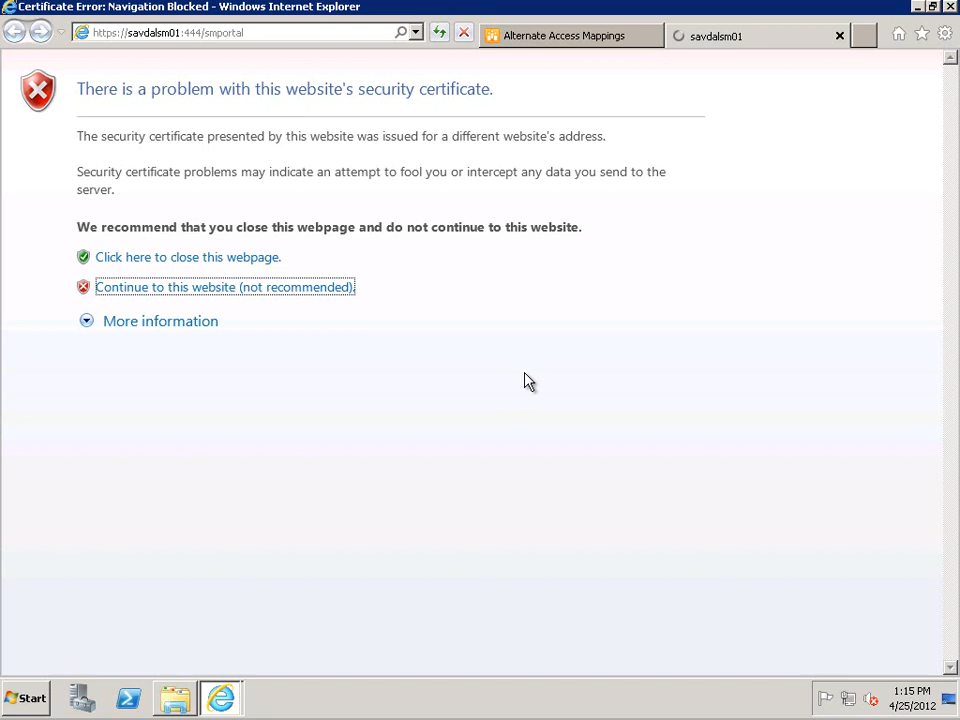 Certificate Error: Navigation Blocked - Windows Internet Explorer
https://savdalsm01:444/smportal
Alternate Access Mappings
savdalsm01
There is a problem with this website's security certificate.
The security certificate presented by this website was issued for a different website's address.
Security certificate problems may indicate an attempt to fool you or intercept any data you send to the
server.
We recommend that you close this webpage and do not continue to this website.
Click here to close this webpage.
Continue to this website (not recommended).
More information
Start
1:15 PM
4/25/2012